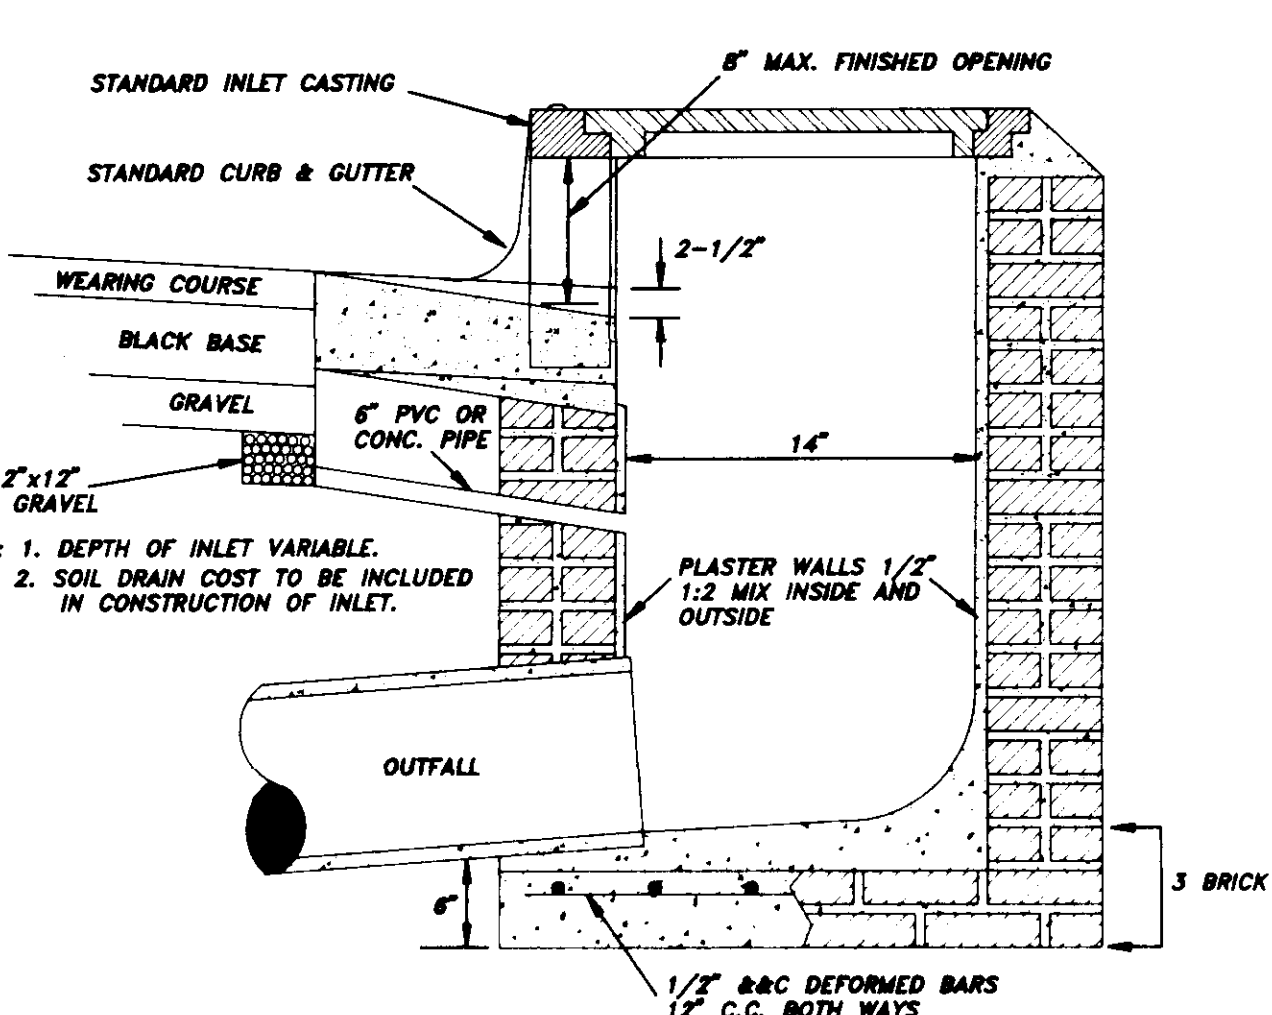 8" MAX. FINISHED OPENING
STANDARD INLET CASTING
STANDARD CURB & GUTTER
2-1/2"
WEARING COURSE
BLACK BASE
GRAVEL
6" PVC OR
CONC. PIPE
14"
2"x12"
GRAVEL
: 1. DEPTH OF INLET VARIABLE.
2. SOIL DRAIN COST TO BE INCLUDED
IN CONSTRUCTION OF INLET.
PLASTER WALLS 1/2"
1:2 MIX INSIDE AND
OUTSIDE
OUTFALL
3 BRICK
6"
1/2" &&C DEFORMED BARS
12" C.C. BOTH WAYS